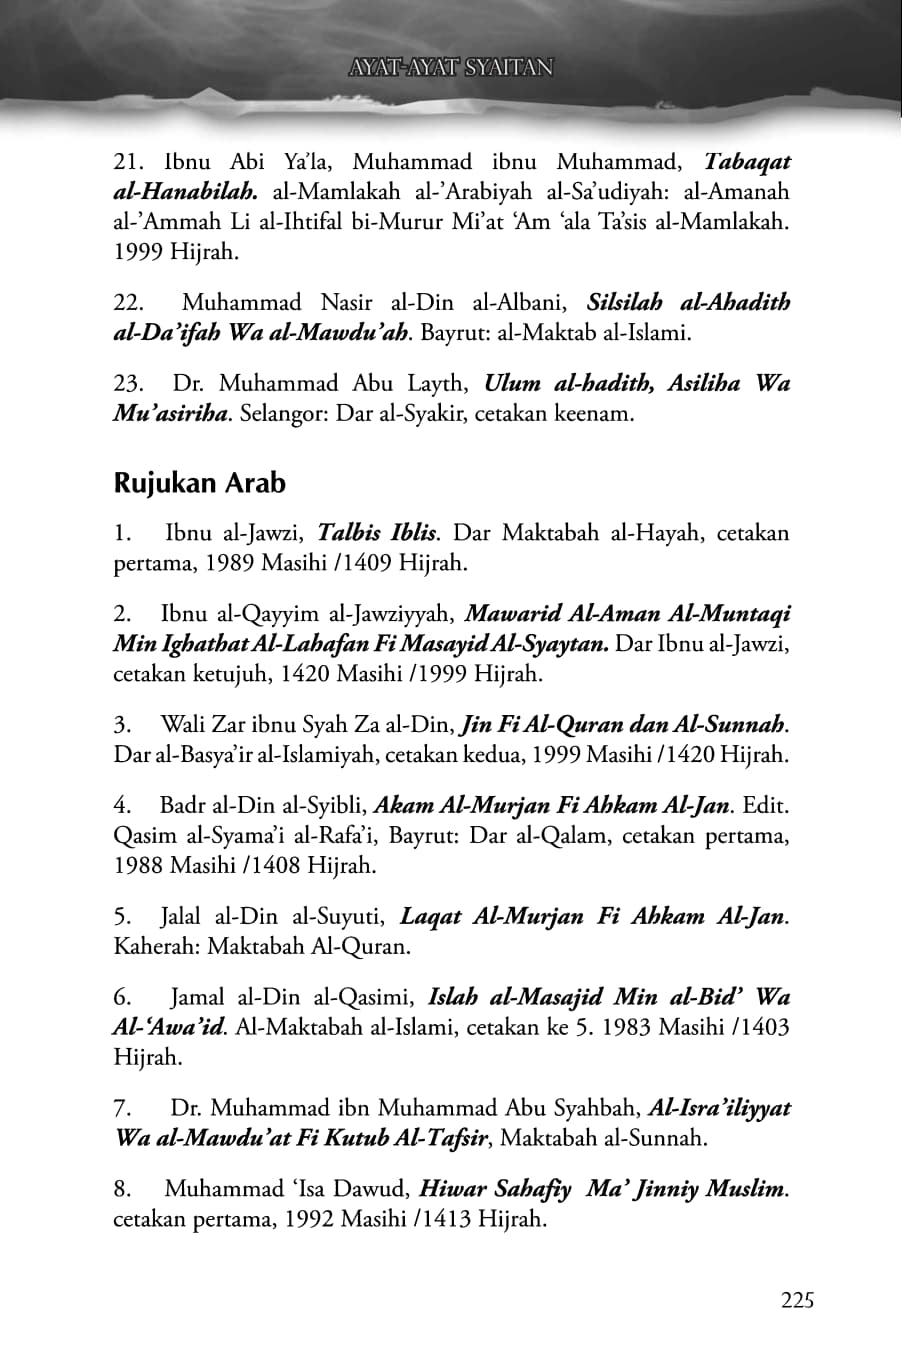 AYAT-AYAT SYAITAN
21. Ibnu Abi Ya’la, Muhammad ibnu Muhammad, Tabaqat
al-Hanabilah. al-Mamlakah al-’Arabiyah al-Sa’udiyah: al-Amanah
al-’Ammah Li al-Ihtifal bi-Murur Mi’at ‘Am ‘ala Ta’sis al-Mamlakah.
1999 Hijrah.
22. Muhammad Nasir al-Din al-Albani, Silsilah al-Ahadith
al-Da’ifah Wa al-Mawdu’ah. Bayrut: al-Maktab al-Islami.
23. Dr. Muhammad Abu Layth, Ulum al-hadith, Asiliha Wa
Mu’asiriha. Selangor: Dar al-Syakir, cetakan keenam.
Rujukan Arab
1. Ibnu al-Jawzi, Talbis Iblis. Dar Maktabah al-Hayah, cetakan
pertama, 1989 Masihi /1409 Hijrah.
2. Ibnu al-Qayyim al-Jawziyyah, Mawarid Al-Aman Al-Muntaqi
Min Ighathat Al-Lahafan Fi Masayid Al-Syaytan. Dar Ibnu al-Jawzi,
cetakan ketujuh, 1420 Masihi /1999 Hijrah.
3. Wali Zar ibnu Syah Za al-Din, Jin Fi Al-Quran dan Al-Sunnah.
Dar al-Basya’ir al-Islamiyah, cetakan kedua, 1999 Masihi /1420 Hijrah.
4. Badr al-Din al-Syibli, Akam Al-Murjan Fi Ahkam Al-Jan. Edit.
Qasim al-Syama’i al-Rafa’i, Bayrut: Dar al-Qalam, cetakan pertama,
1988 Masihi /1408 Hijrah.
5. Jalal al-Din al-Suyuti, Laqat Al-Murjan Fi Ahkam Al-Jan.
Kaherah: Maktabah Al-Quran.
6. Jamal al-Din al-Qasimi, Islah al-Masajid Min al-Bid’ Wa
Al-‘Awa’id. Al-Maktabah al-Islami, cetakan ke 5. 1983 Masihi /1403
Hijrah.
7. Dr. Muhammad ibn Muhammad Abu Syahbah, Al-Isra’iliyyat
Wa al-Mawdu’at Fi Kutub Al-Tafsir, Maktabah al-Sunnah.
8. Muhammad ‘Isa Dawud, Hiwar Sahafiy Ma’ Jinniy Muslim.
cetakan pertama, 1992 Masihi /1413 Hijrah.
225